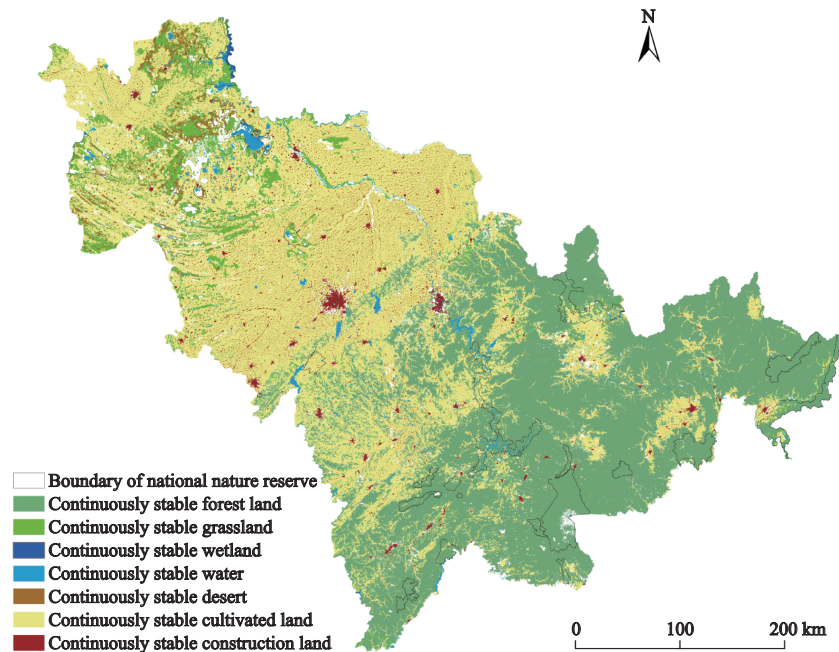 N
Boundary of national nature reserve
Continuously stable forest land
Continuously stable grassland
Continuously stable wetland
Continuously stable water
Continuously stable desert
Continuously stable cultivated land
Continuously stable construction land
0 100 200 km